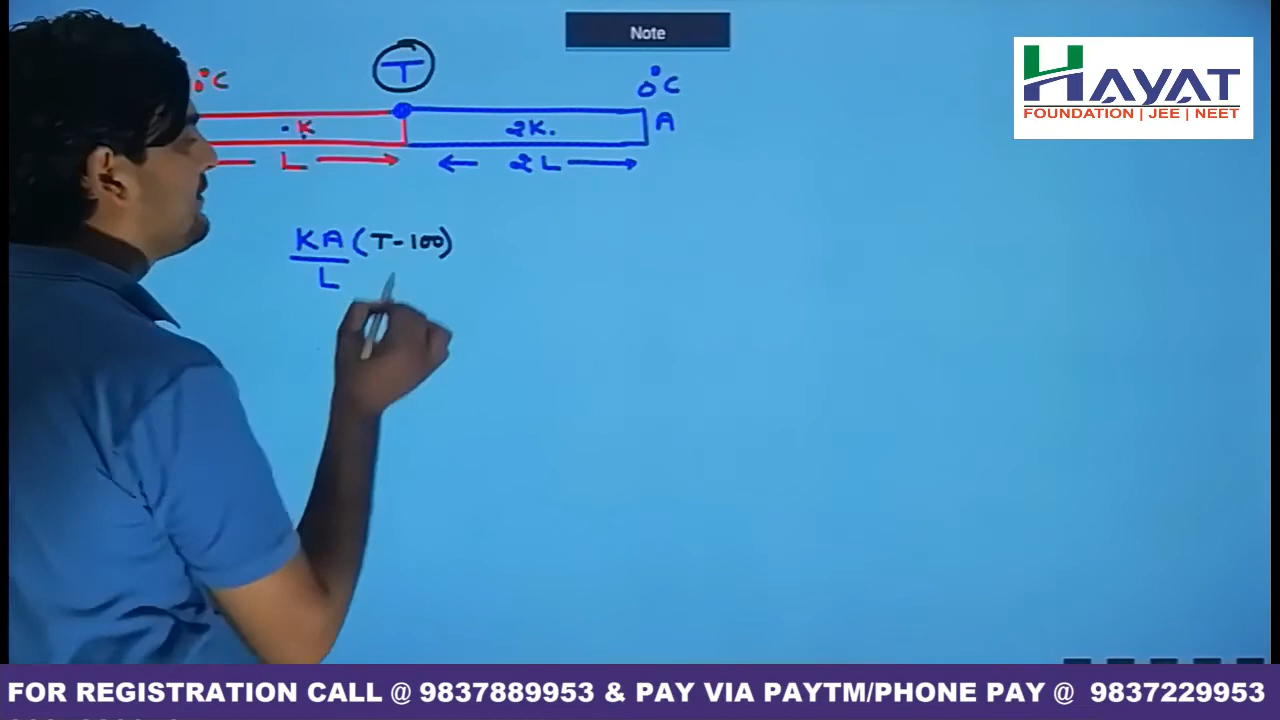 Note
HAYAT
FOUNDATION | JEE | NEET
0°C
T
0°C
K
2K.
A
L
2L
KA (T-100)
L
FOR REGISTRATION CALL @ 9837889953 & PAY VIA PAYTM/PHONE PAY @ 9837229953